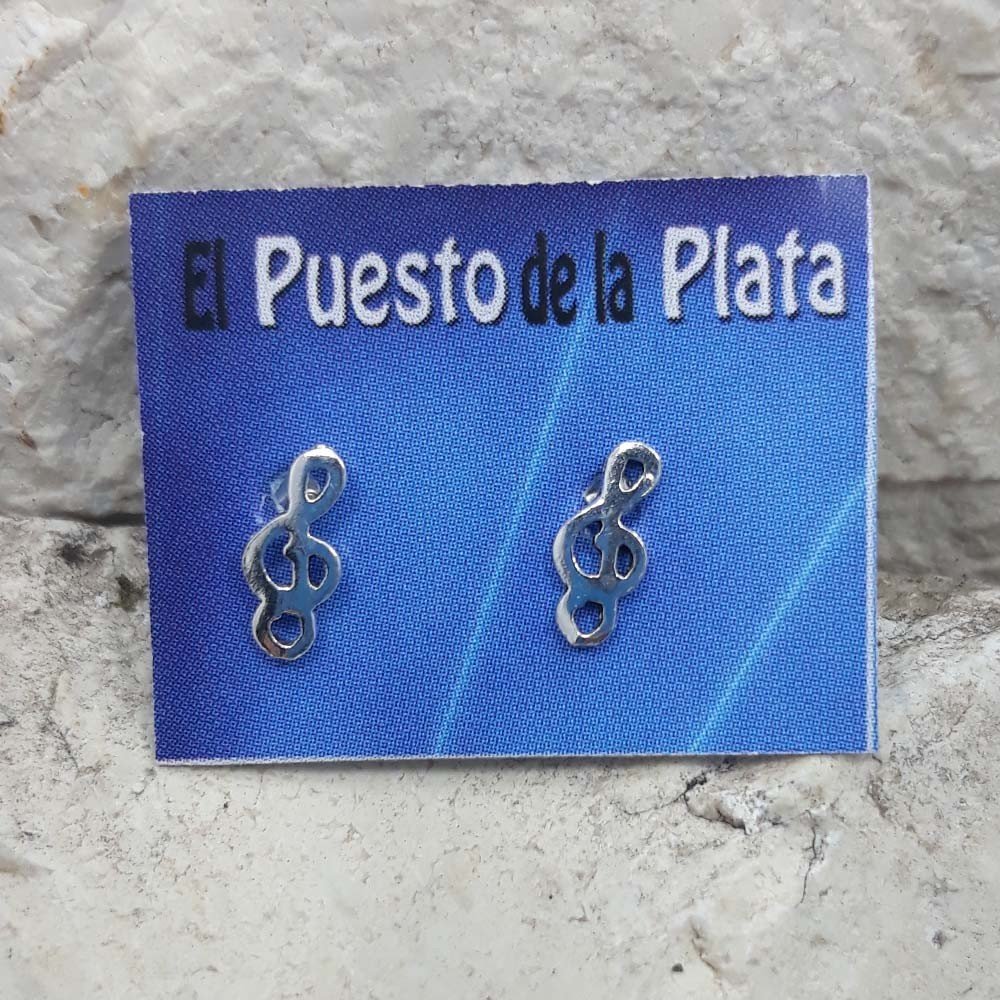 El Puesto de la Plata